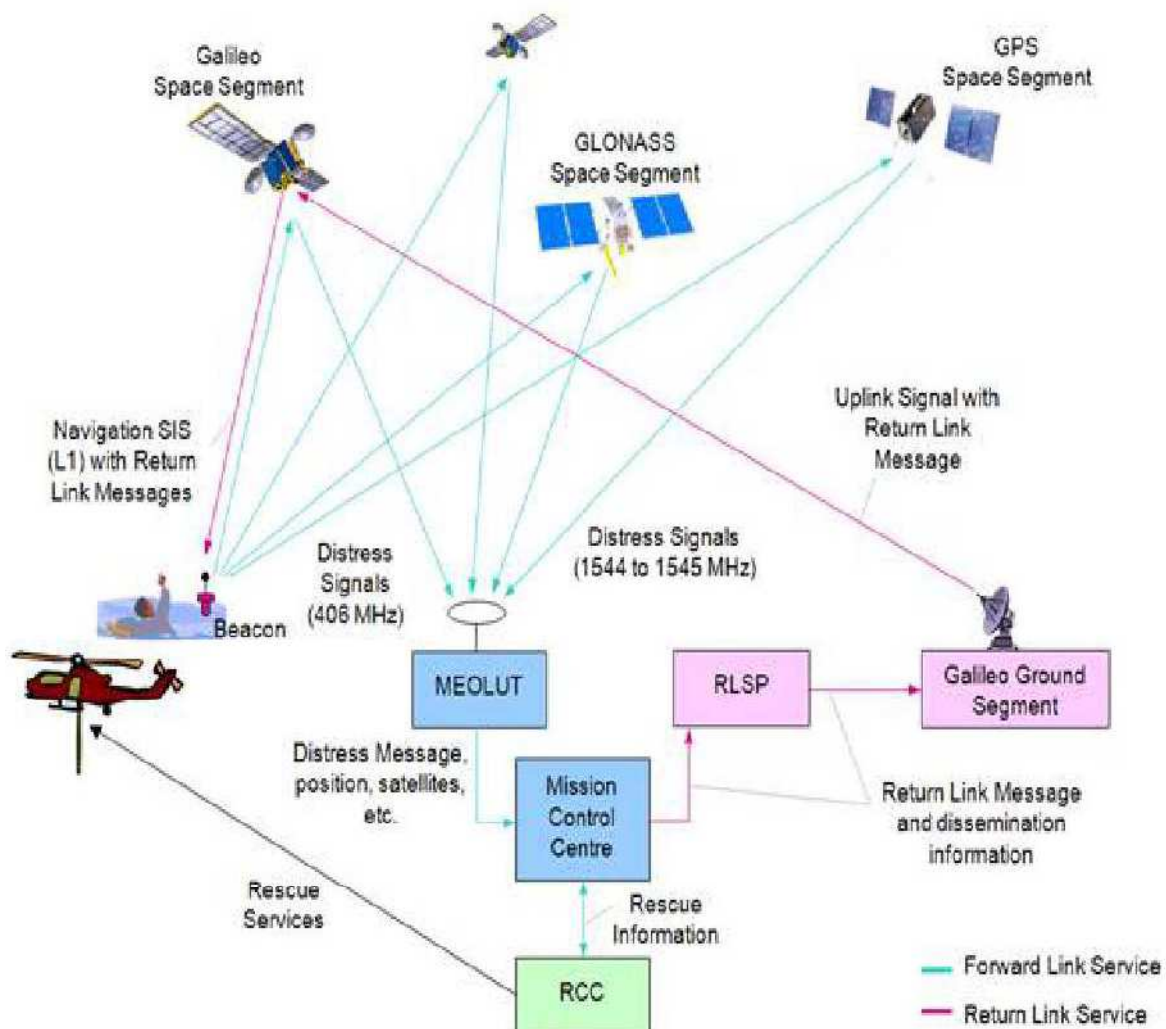 Galileo
Space Segment
GPS
Space Segment
GLONASS
Space Segment
Navigation SIS
(L1) with Return
Link Messages
Uplink Signal with
Return Link
Message
Distress
Signals
(406 MHz)
Distress Signals
(1544 to 1545 MHz)
Beacon
MEOLUT
RLSP
Galileo Ground
Segment
Distress Message,
position, satellites,
etc.
Mission
Control
Centre
Return Link Message
and dissemination
information
Rescue
Services
Rescue
Information
RCC
Forward Link Service
Return Link Service